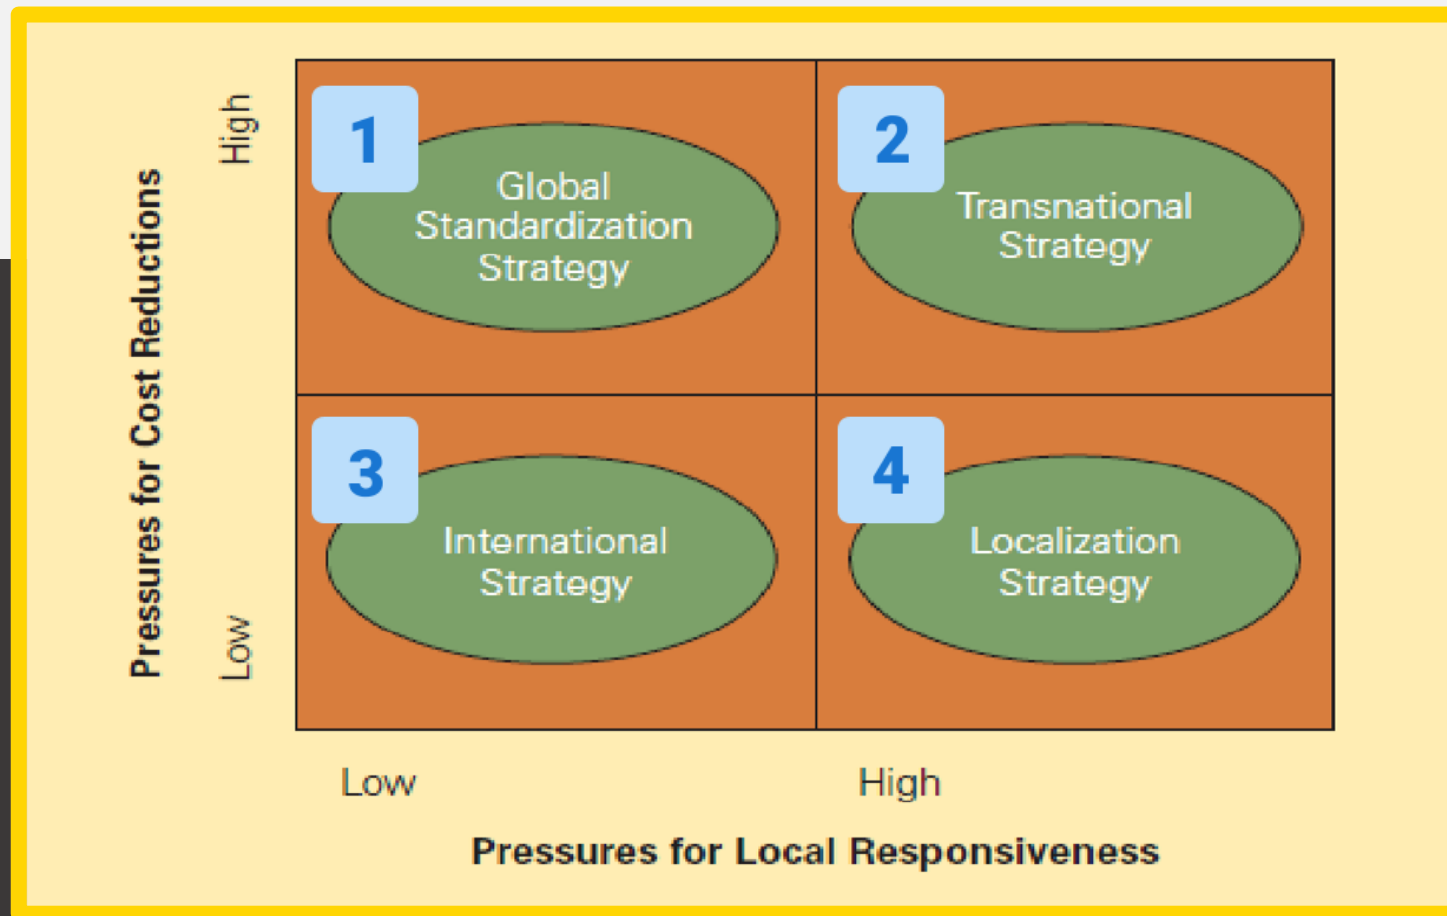 Pressures for Cost Reductions
High
Low
1
Global
Standardization
Strategy
2
Transnational
Strategy
3
International
Strategy
4
Localization
Strategy
Low
High
Pressures for Local Responsiveness